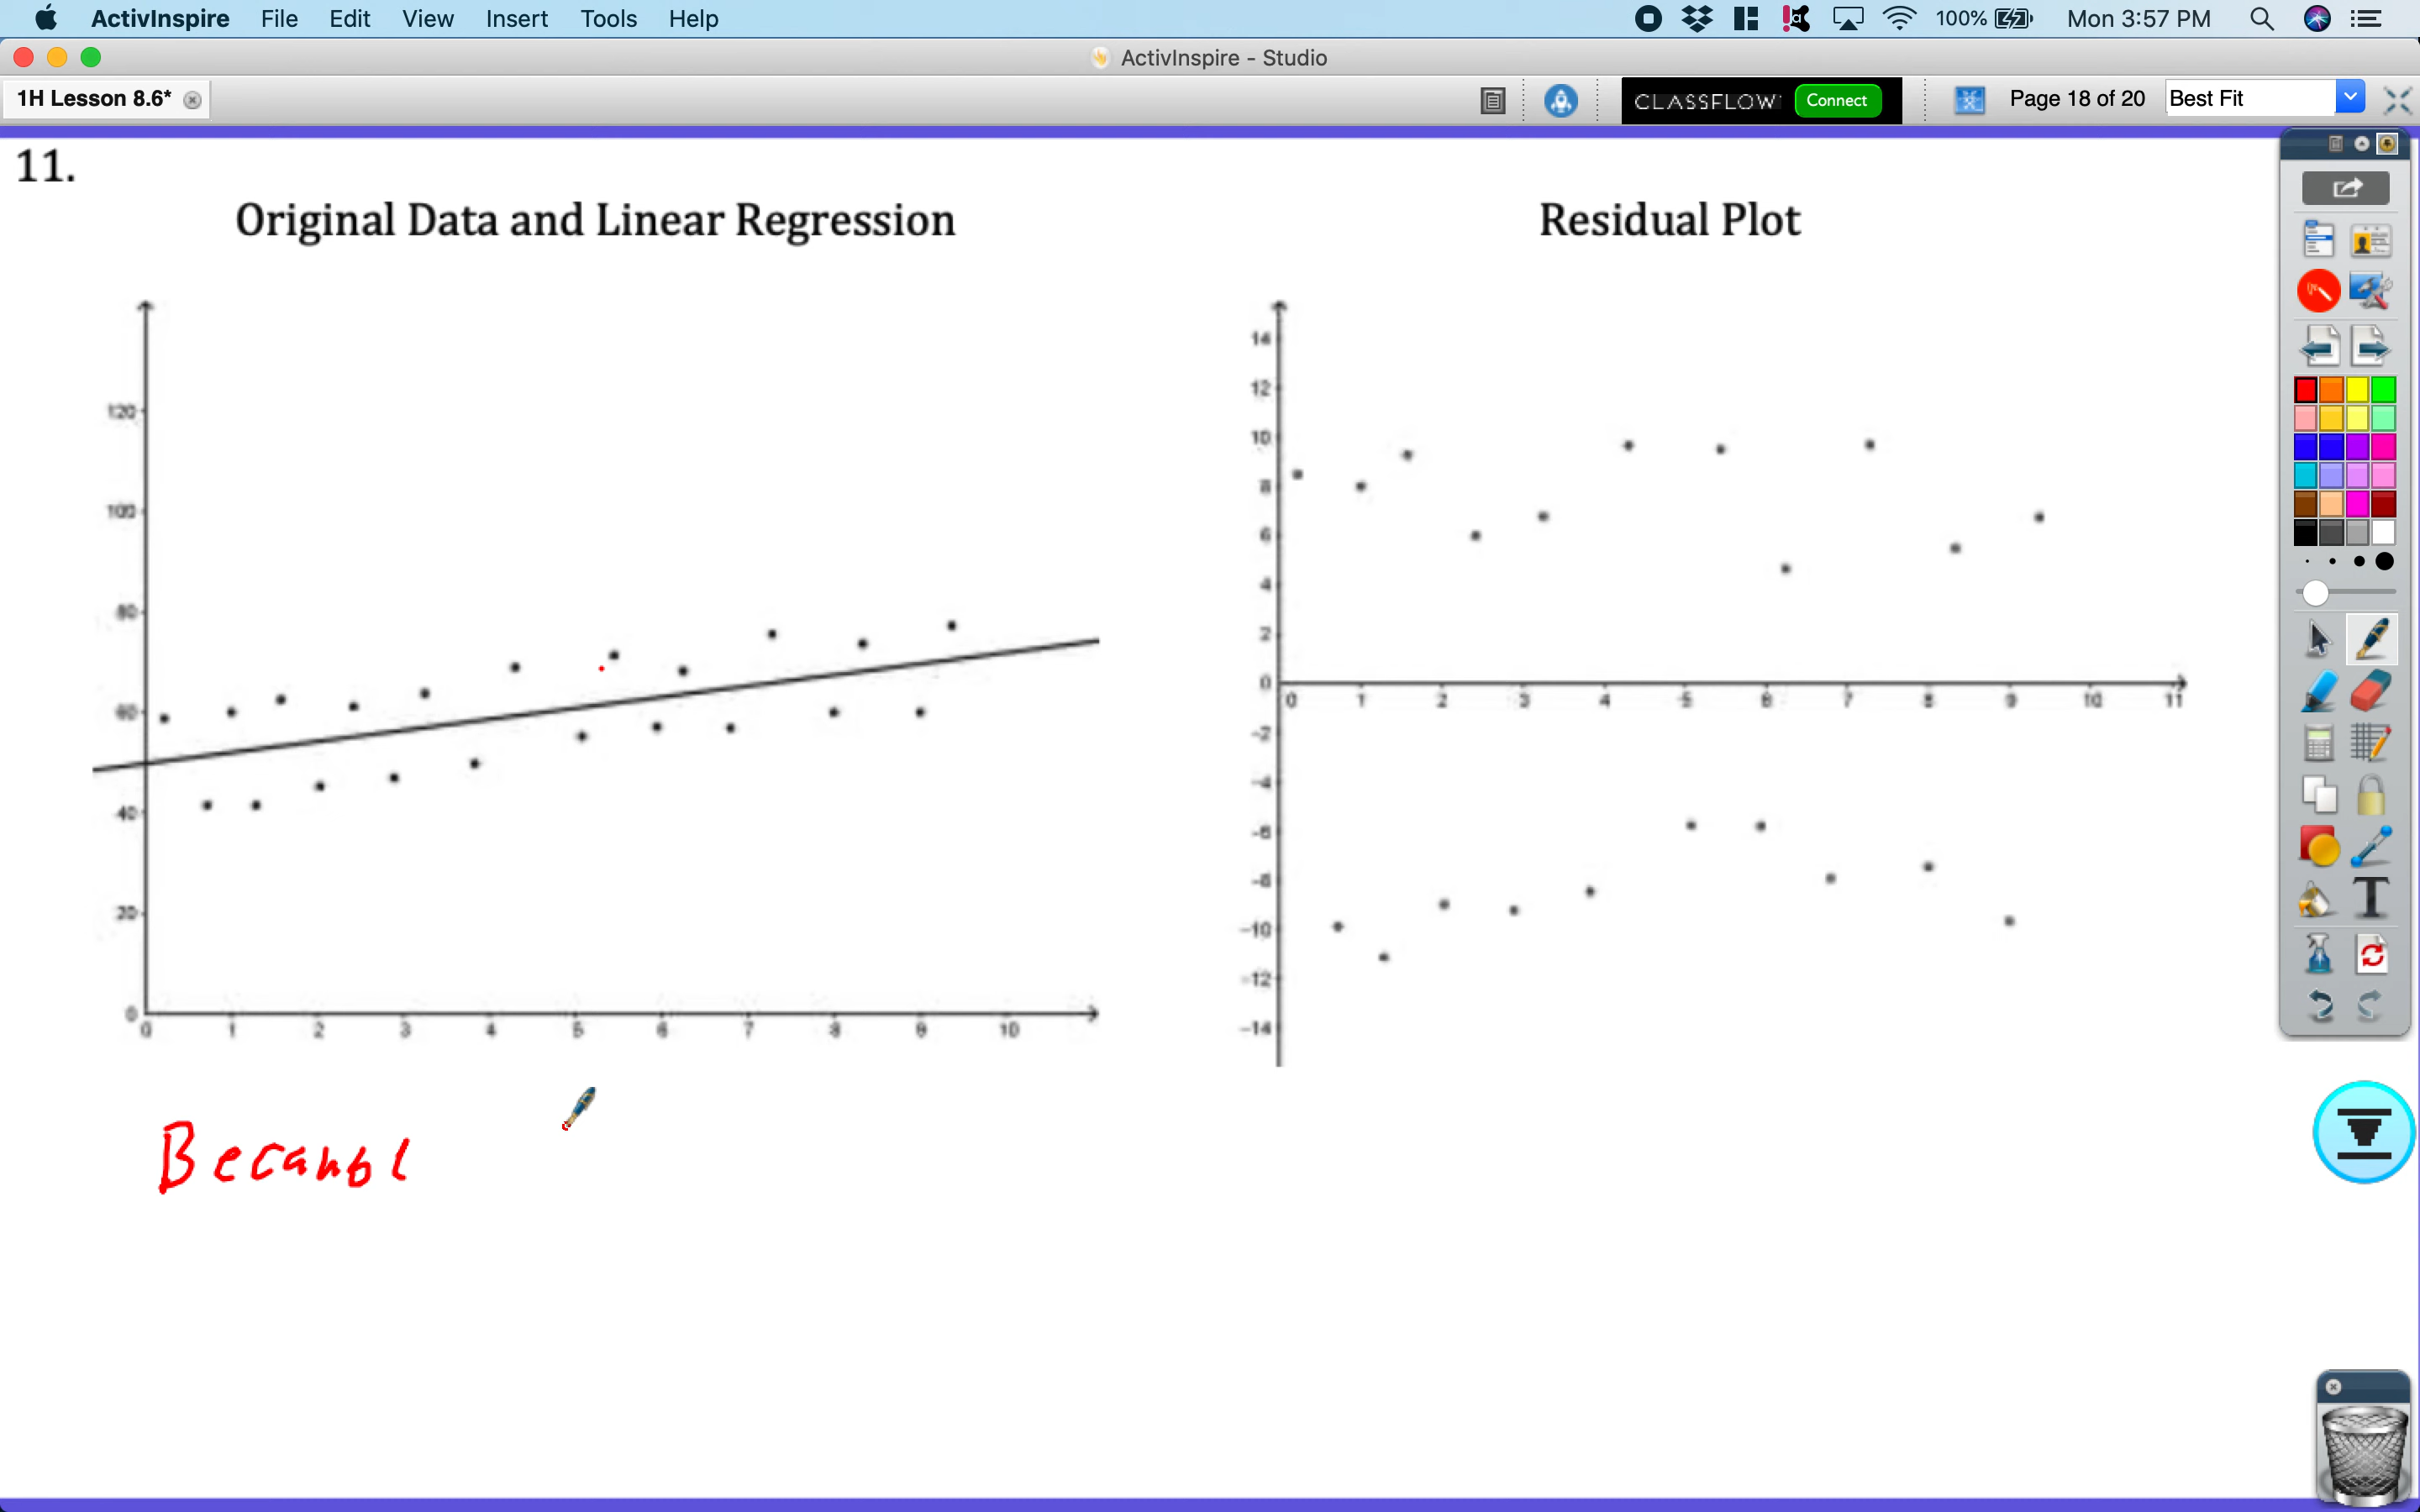 ActivInspire File Edit View Insert Tools Help 100% Mon 3:57 PM
ActivInspire - Studio
1H Lesson 8.6* CLASSFLOW Connect Page 18 of 20 Best Fit
11.
Original Data and Linear Regression
120
100
80
60
40
20
0
0 1 2 3 4 5 6 7 8 9 10
Residual Plot
14
12
10
8
6
4
2
0
-2
-4
-6
-8
-10
-12
-14
0 1 2 3 4 5 6 7 8 9 10 11
T